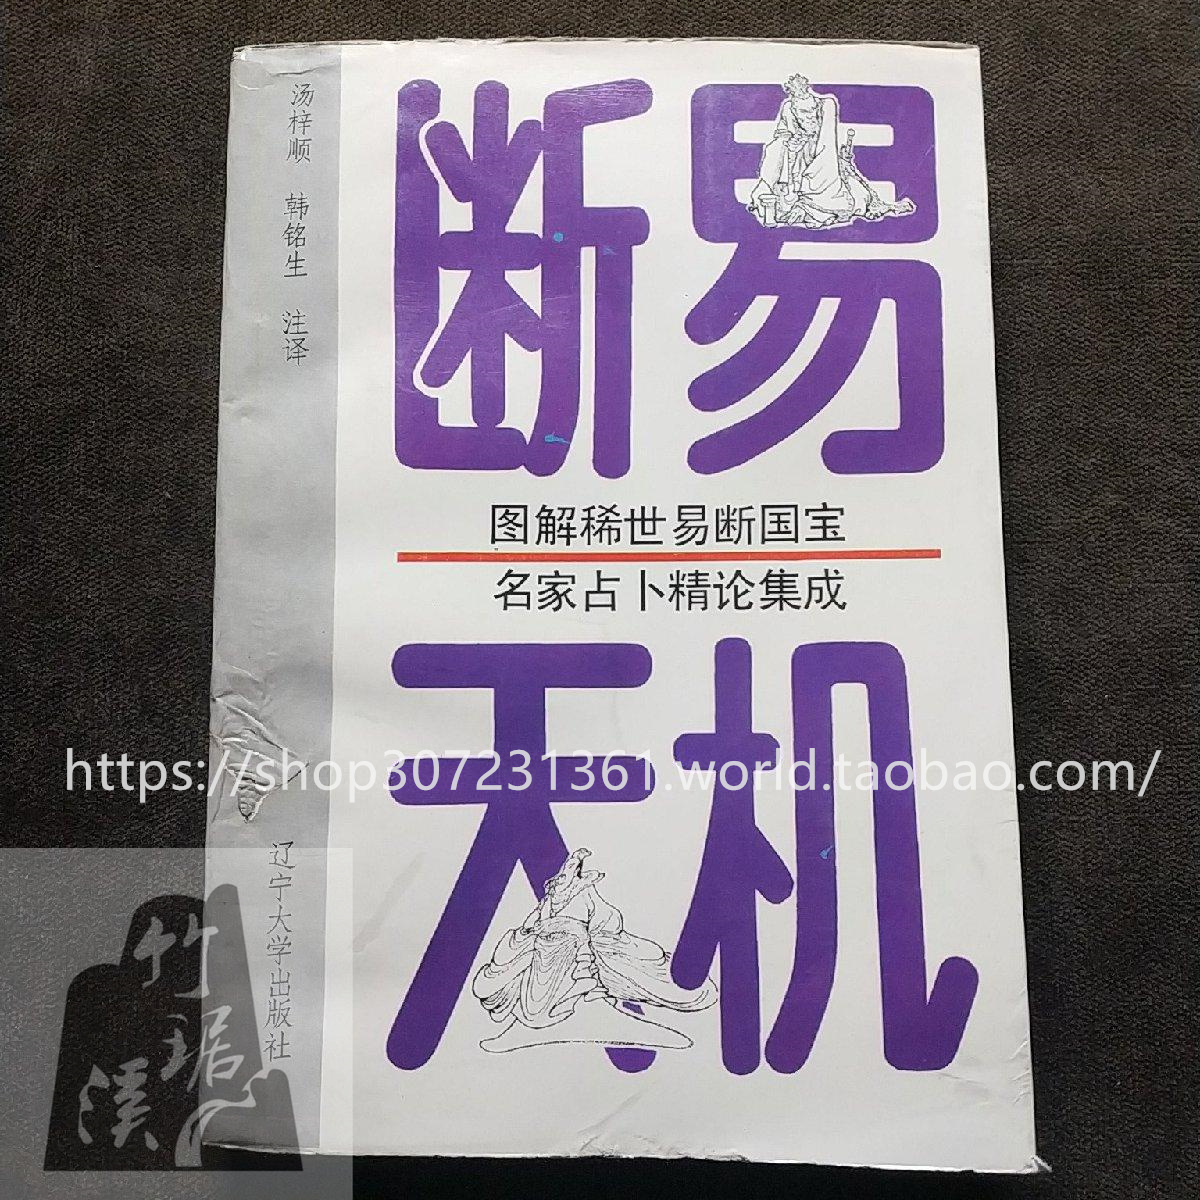 汤梓顺 韩铭生 注译
断易
图解稀世易断国宝
名家占卜精论集成
天机
https://shop307231361.world.taobao.com/
辽宁大学出版社
竹
溪